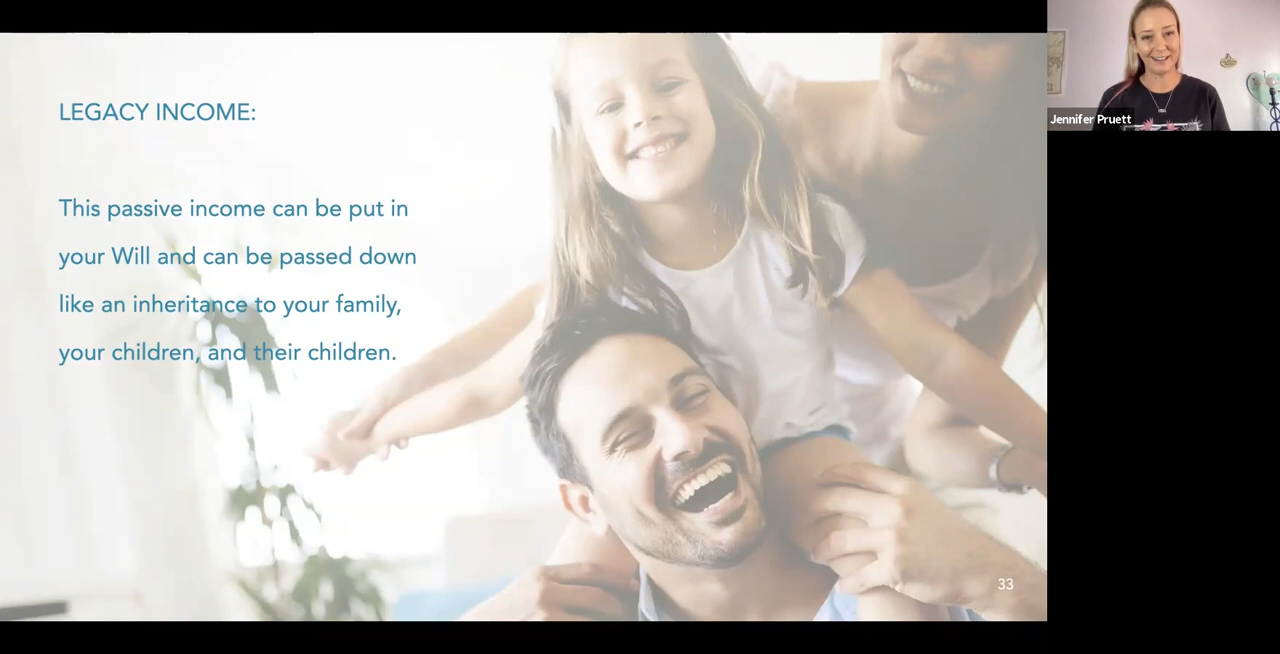 LEGACY INCOME:
This passive income can be put in
your Will and can be passed down
like an inheritance to your family,
your children, and their children.
33
Jennifer Pruett